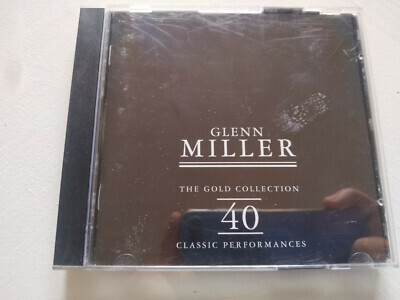 GLENN
MILLER
THE GOLD COLLECTION
40
CLASSIC PERFORMANCES